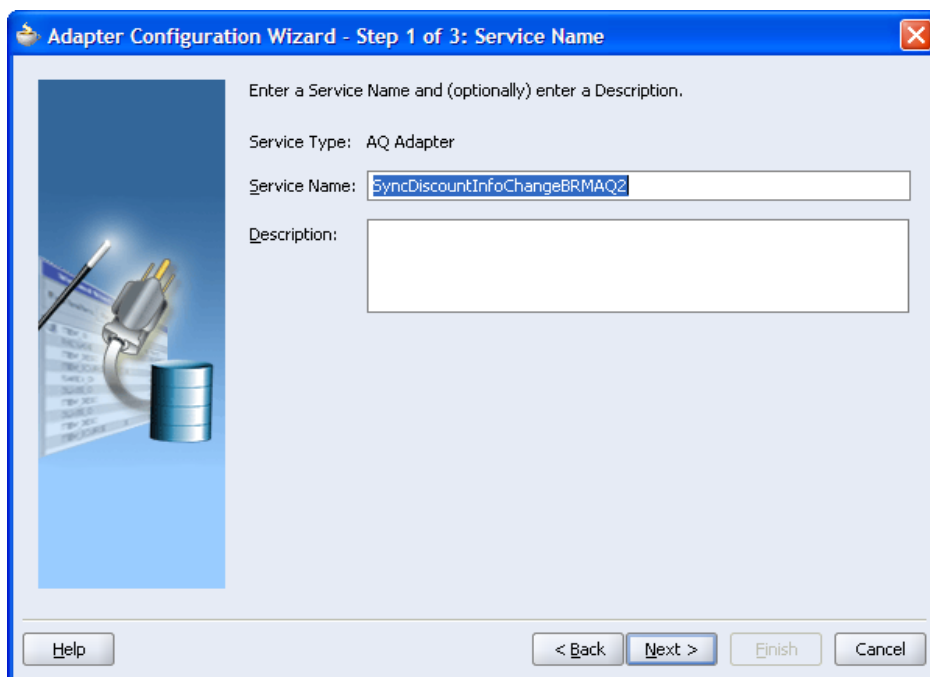 Adapter Configuration Wizard - Step 1 of 3: Service Name
Enter a Service Name and (optionally) enter a Description.
Service Type: AQ Adapter
Service Name: SyncDiscountInfoChangeBRMAQ2
Description:
Help
< Back
Next >
Finish
Cancel